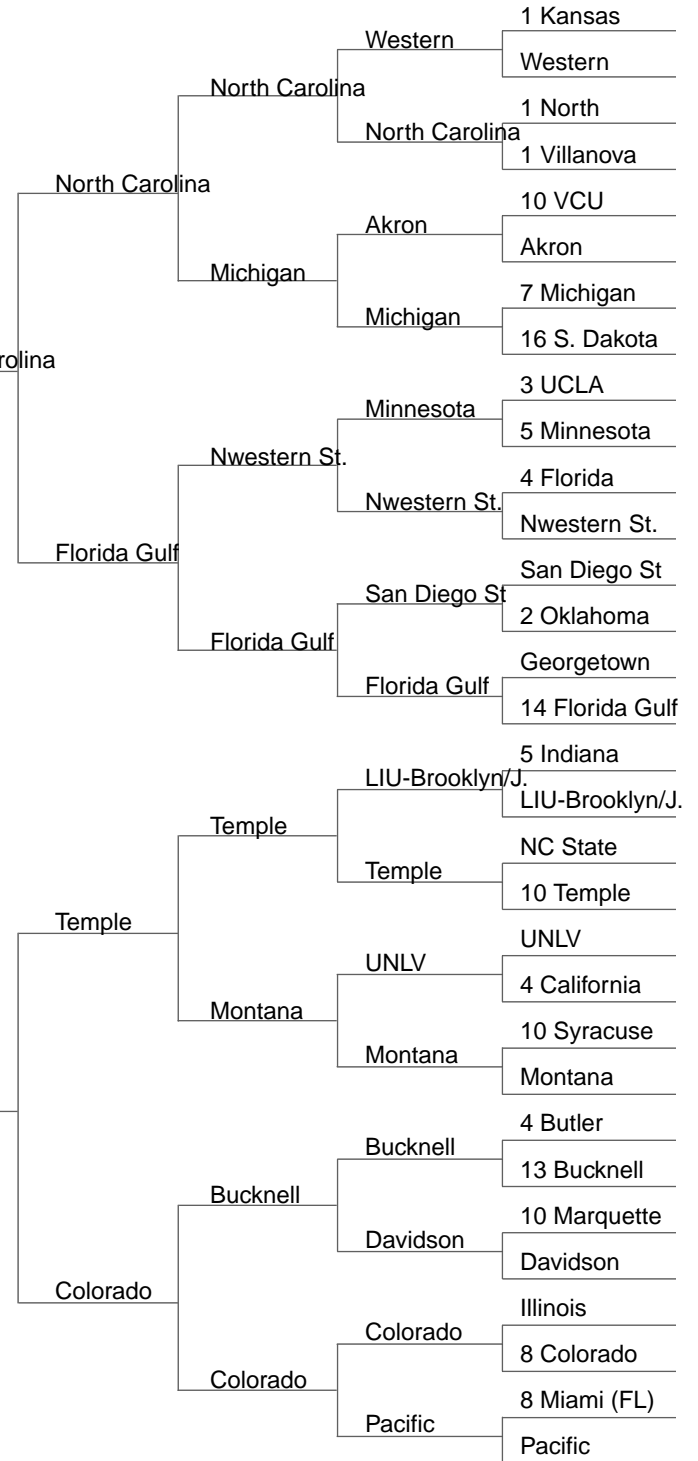 1 Kansas
Western
Western
North Carolina
1 North
North Carolina
1 Villanova
North Carolina
10 VCU
Akron
Akron
Michigan
7 Michigan
Michigan
16 S. Dakota
rolina
3 UCLA
Minnesota
5 Minnesota
Nwestern St.
4 Florida
Nwestern St.
Nwestern St.
Florida Gulf
San Diego St
San Diego St
2 Oklahoma
Florida Gulf
Georgetown
Florida Gulf
14 Florida Gulf
5 Indiana
LIU-Brooklyn/J.
LIU-Brooklyn/J.
Temple
NC State
Temple
10 Temple
Temple
UNLV
UNLV
4 California
Montana
10 Syracuse
Montana
Montana
4 Butler
Bucknell
13 Bucknell
Bucknell
10 Marquette
Davidson
Davidson
Colorado
Illinois
Colorado
8 Colorado
Colorado
8 Miami (FL)
Pacific
Pacific